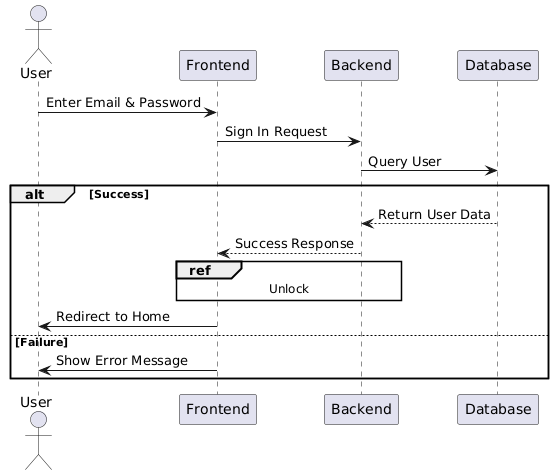 User
Frontend
Backend
Database
Enter Email & Password
Sign In Request
Query User
alt [Success]
Return User Data
Success Response
ref
Unlock
Redirect to Home
[Failure]
Show Error Message
User
Frontend
Backend
Database